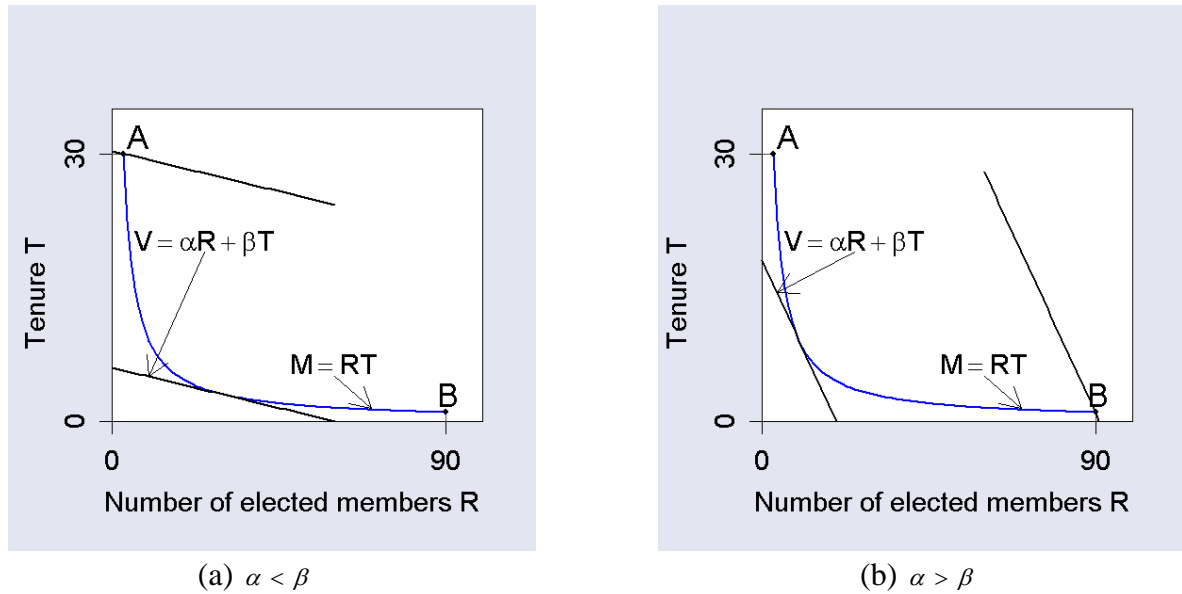 A
30
V = αR + βT
Tenure T
M = RT
B
0
0
90
Number of elected members R
(a) α < β
A
30
V = αR + βT
Tenure T
M = RT
B
0
0
90
Number of elected members R
(b) α > β